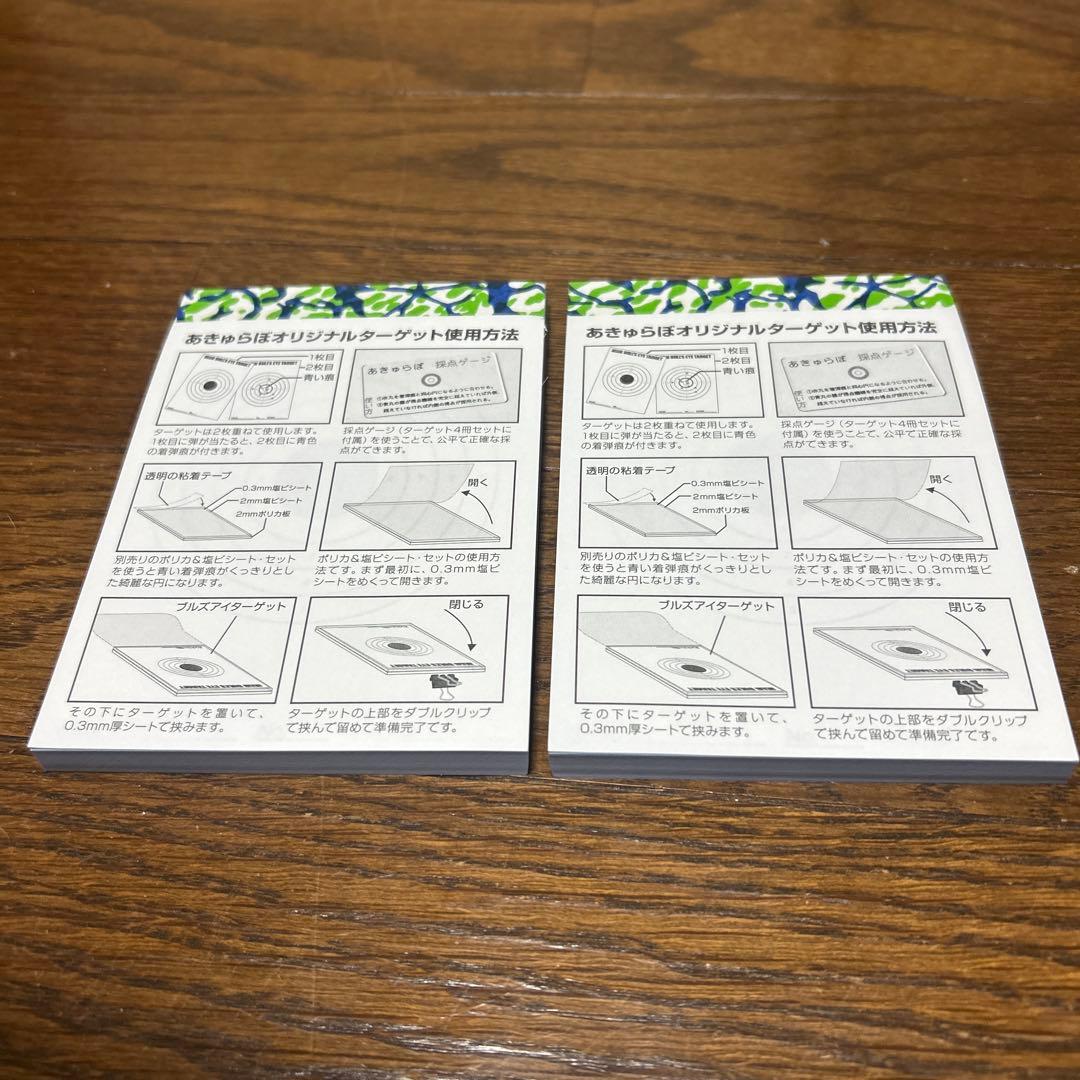 あきゅらぼオリジナルターゲット使用方法
1枚目
2枚目
青い痕
あきゅらぼ 採点ゲージ
使い方
ターゲットは2枚重ねて使用します。
1枚目に弾が当たると、2枚目に青色
の着弾痕が付きます。
採点ゲージ(ターゲット4冊セットに
付属)を使うことで、公平で正確な採
点ができます。
透明の粘着テープ
0.3mm塩ビシート
2mm塩ビシート
2mmポリカ板
開く
別売りのポリカ&塩ビシート・セット
を使うと青い着弾痕がくっきりとし
た綺麗な円になります。
ポリカ&塩ビシート・セットの使用方
法てす。まず最初に、0.3mm塩ビ
シートをめくって開きます。
ブルズアイターゲット
閉じる
その下にターゲットを置いて、
0.3mm厚シートで挟みます。
ターゲットの上部をダブルクリップ
で挟んで留めて準備完了です。
あきゅらぼオリジナルターゲット使用方法
1枚目
2枚目
青い痕
あきゅらぼ 採点ゲージ
使い方
ターゲットは2枚重ねて使用します。
1枚目に弾が当たると、2枚目に青色
の着弾痕が付きます。
採点ゲージ(ターゲット4冊セットに
付属)を使うことで、公平で正確な採
点ができます。
透明の粘着テープ
0.3mm塩ビシート
2mm塩ビシート
2mmポリカ板
開く
別売りのポリカ&塩ビシート・セット
を使うと青い着弾痕がくっきりとし
た綺麗な円になります。
ポリカ&塩ビシート・セットの使用方
法てす。まず最初に、0.3mm塩ビ
シートをめくって開きます。
ブルズアイターゲット
閉じる
その下にターゲットを置いて、
0.3mm厚シートで挟みます。
ターゲットの上部をダブルクリップ
で挟んで留めて準備完了です。